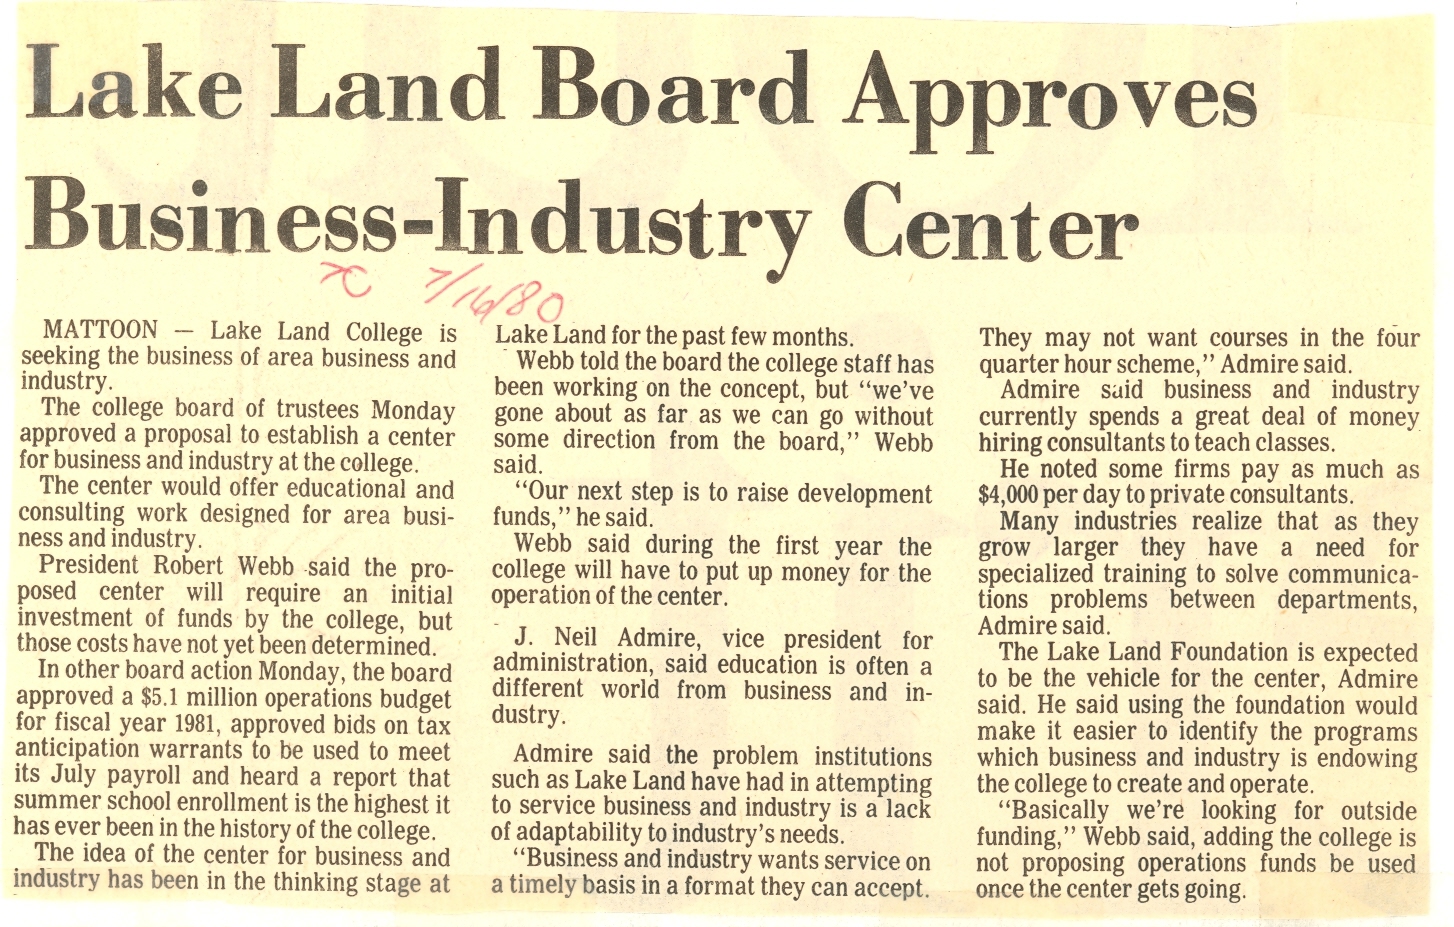 Lake Land Board Approves
Business-Industry Center
7/16/80
MATTOON — Lake Land College is
seeking the business of area business and
industry.
The college board of trustees Monday
approved a proposal to establish a center
for business and industry at the college.
The center would offer educational and
consulting work designed for area busi-
ness and industry.
President Robert Webb said the pro-
posed center will require an initial
investment of funds by the college, but
those costs have not yet been determined.
In other board action Monday, the board
approved a $5.1 million operations budget
for fiscal year 1981, approved bids on tax
anticipation warrants to be used to meet
its July payroll and heard a report that
summer school enrollment is the highest it
has ever been in the history of the college.
The idea of the center for business and
industry has been in the thinking stage at
Lake Land for the past few months.
Webb told the board the college staff has
been working on the concept, but “we’ve
gone about as far as we can go without
some direction from the board,” Webb
said.
“Our next step is to raise development
funds,” he said.
Webb said during the first year the
college will have to put up money for the
operation of the center.
J. Neil Admire, vice president for
administration, said education is often a
different world from business and in-
dustry.
Admire said the problem institutions
such as Lake Land have had in attempting
to service business and industry is a lack
of adaptability to industry’s needs.
“Business and industry wants service on
a timely basis in a format they can accept.
They may not want courses in the four
quarter hour scheme,” Admire said.
Admire said business and industry
currently spends a great deal of money
hiring consultants to teach classes.
He noted some firms pay as much as
$4,000 per day to private consultants.
Many industries realize that as they
grow larger they have a need for
specialized training to solve communica-
tions problems between departments,
Admire said.
The Lake Land Foundation is expected
to be the vehicle for the center, Admire
said. He said using the foundation would
make it easier to identify the programs
which business and industry is endowing
the college to create and operate.
“Basically we’re looking for outside
funding,” Webb said, adding the college is
not proposing operations funds be used
once the center gets going.